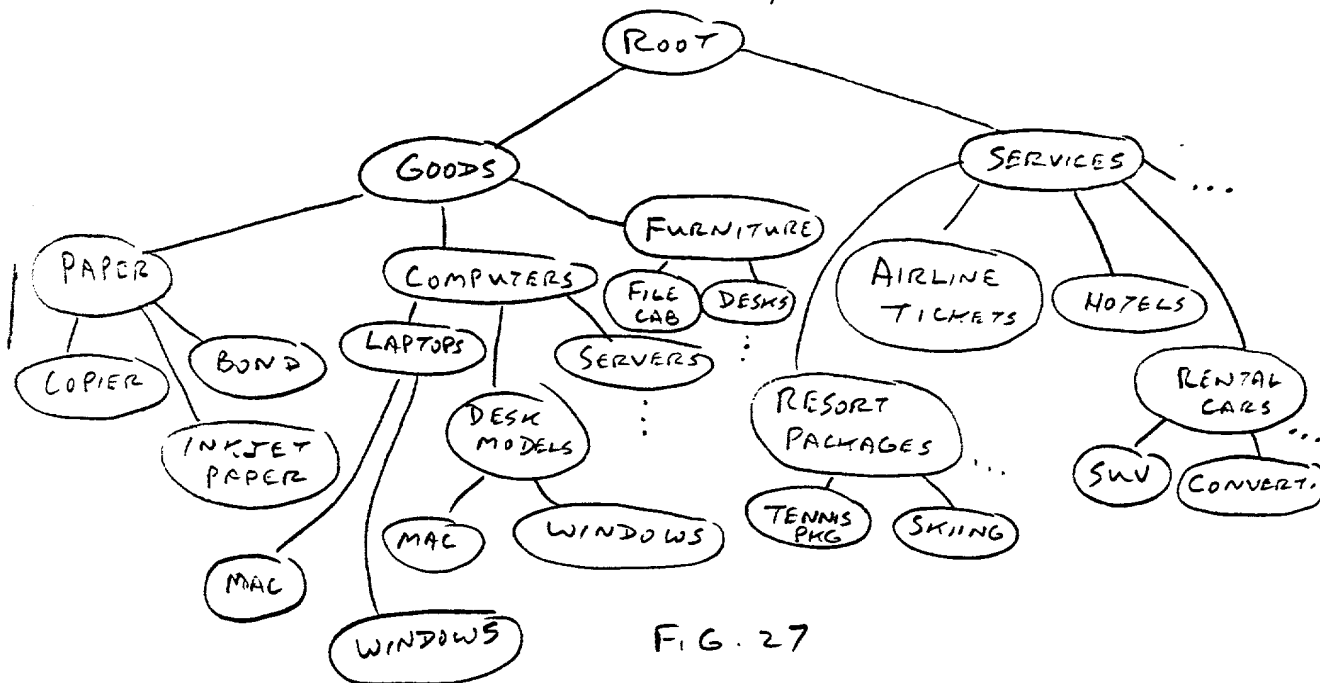 ROOT
GOODS
SERVICES
...
PAPER
COMPUTERS
FURNITURE
AIRLINE
TICKETS
HOTELS
FILE
CAB
DESKS
COPIER
BOND
LAPTOPS
SERVERS
INKJET
PAPER
DESK
MODELS
RESORT
PACKAGES
...
RENTAL
CARS
...
SUV
CONVERT.
TENNIS
PKG
SKIING
MAC
WINDOWS
MAC
WINDOWS
FIG. 27